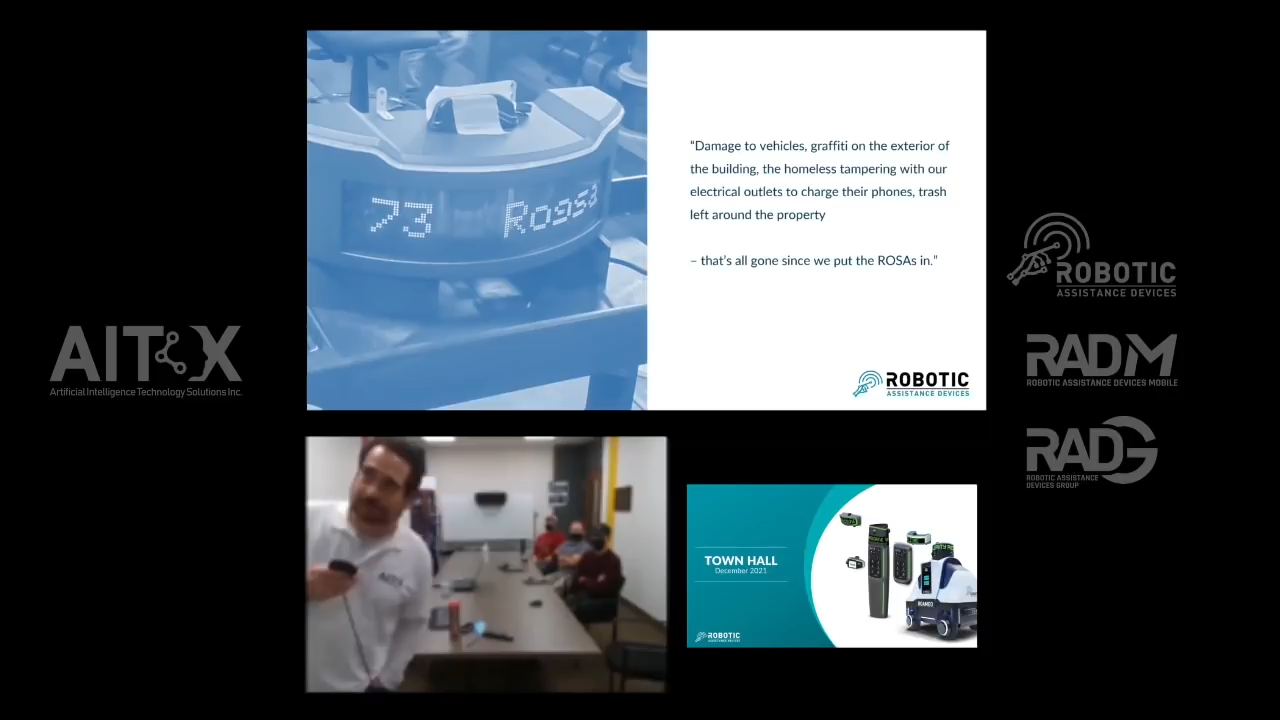 73 Rosa
“Damage to vehicles, graffiti on the exterior of
the building, the homeless tampering with our
electrical outlets to charge their phones, trash
left around the property
– that’s all gone since we put the ROSAs in.”
ROBOTIC
ASSISTANCE DEVICES
AITX
Artificial Intelligence Technology Solutions Inc.
ROBOTIC
ASSISTANCE DEVICES
RADM
ROBOTIC ASSISTANCE DEVICES MOBILE
RADG
ROBOTIC ASSISTANCE
DEVICES GROUP
AITX
TOWN HALL
December 2021
ROAMEO
ROBOTIC
ASSISTANCE DEVICES